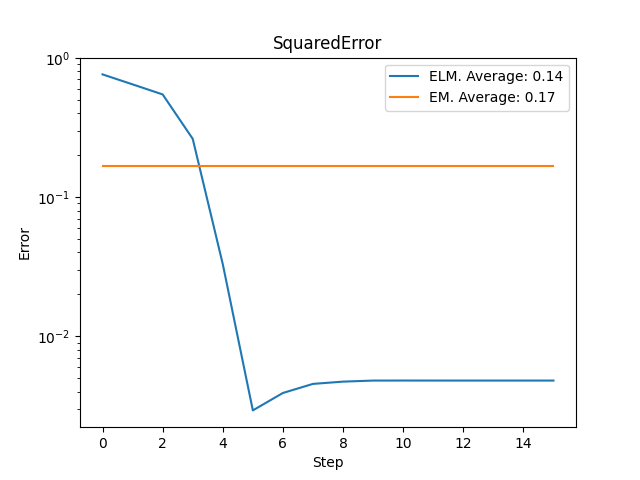 SquaredError
ELM. Average: 0.14
EM. Average: 0.17
10⁰
10⁻¹
10⁻²
Error
0 2 4 6 8 10 12 14
Step